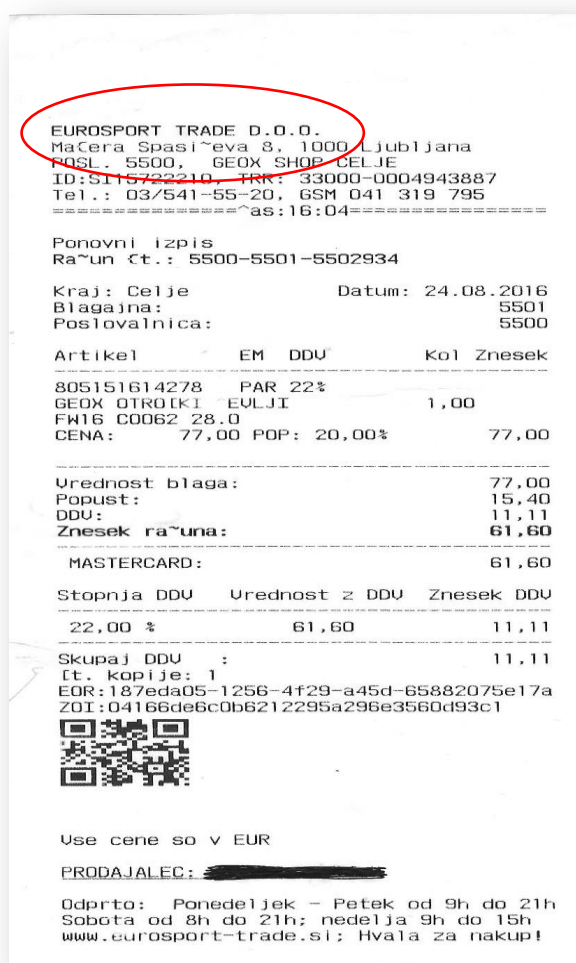 EUROSPORT TRADE D.O.O.
Ma{era Spasi~eva 8, 1000 Ljubljana
POSL. 5500, GEOX SHOP CELJE
ID:SI15722210, TRR: 33000-0004943887
Tel.: 03/541-55-20, GSM 041 319 795
===============^as:16:04================
Ponovni izpis
Ra~un {t.: 5500-5501-5502934
Kraj: Celje Datum: 24.08.2016
Blagajna: 5501
Poslovalnica: 5500
Artikel EM DDV Kol Znesek
805151614278 PAR 22%
GEOX OTRO[KI EVLJI 1,00
FW16 C0062 28.0
CENA: 77,00 POP: 20,00% 77,00
Vrednost blaga: 77,00
Popust: 15,40
DDV: 11,11
Znesek ra~una: 61,60
MASTERCARD: 61,60
Stopnja DDV Vrednost z DDV Znesek DDV
22,00 % 61,60 11,11
Skupaj DDV : 11,11
[t. kopije: 1
EOR:187eda05-1256-4f29-a45d-65882075e17a
ZOI:04166de6c0b6212295a296e3560d93c1
Vse cene so v EUR
PRODAJALEC:
Odprto: Ponedeljek - Petek od 9h do 21h
Sobota od 8h do 21h; nedelja 9h do 15h
www.eurosport-trade.si; Hvala za nakup!